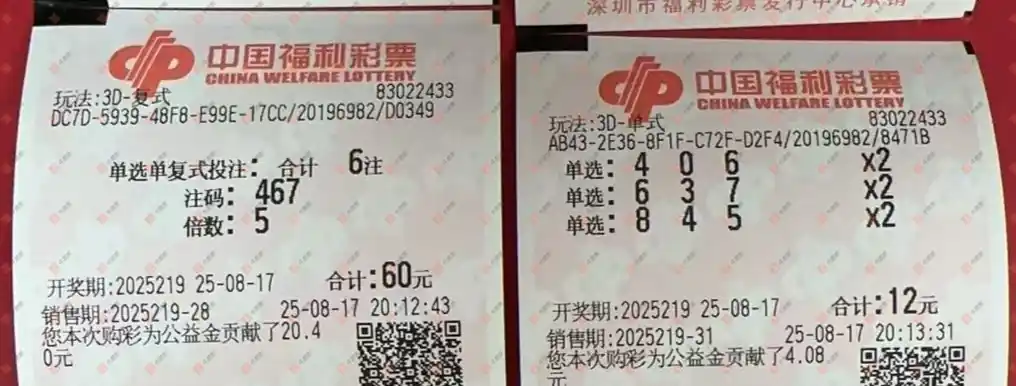 中国福利彩票
CHINA WELFARE LOTTERY
玩法:3D-复式 83022433
DC7D-5939-48F8-E99E-17CC/20196982/D0349
单选单复式投注: 合计 6注
注码: 467
倍数: 5
开奖期:2025219 25-08-17 合计:60元
销售期:2025219-28 25-08-17 20:12:43
您本次购彩为公益金贡献了20.4
0元
深圳市福利彩票发行中心承销
中国福利彩票
CHINA WELFARE LOTTERY
玩法:3D-单式 83022433
AB43-2E36-8F1F-C72F-D2F4/20196982/8471B
单选: 4 0 6 x2
单选: 6 3 7 x2
单选: 8 4 5 x2
开奖期:2025219 25-08-17 合计:12元
销售期:2025219-31 25-08-17 20:13:31
您本次购彩为公益金贡献了4.08
元